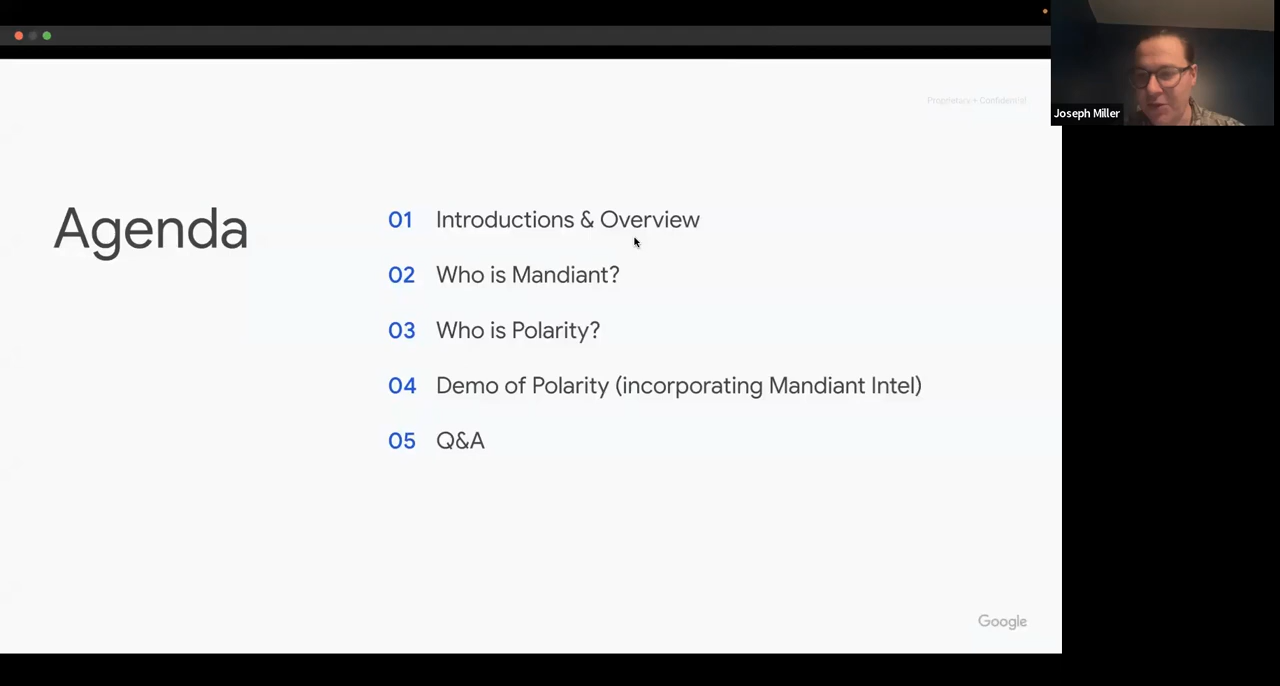 Proprietary + Confidential
Joseph Miller
Agenda
01 Introductions & Overview
02 Who is Mandiant?
03 Who is Polarity?
04 Demo of Polarity (incorporating Mandiant Intel)
05 Q&A
Google